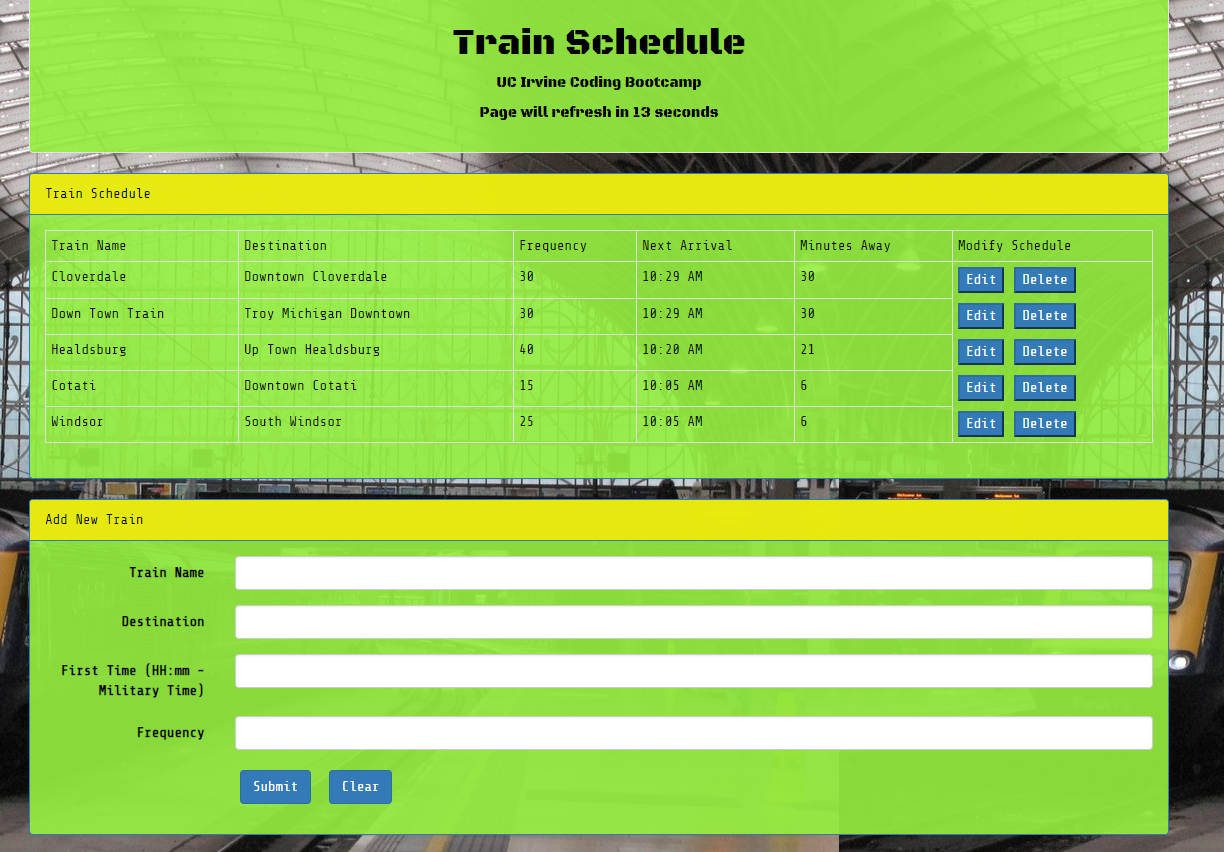 Train Schedule
UC Irvine Coding Bootcamp
Page will refresh in 13 seconds
Train Schedule
Train Name Destination Frequency Next Arrival Minutes Away Modify Schedule
Cloverdale Downtown Cloverdale 30 10:29 AM 30 Edit Delete
Down Town Train Troy Michigan Downtown 30 10:29 AM 30 Edit Delete
Healdsburg Up Town Healdsburg 40 10:20 AM 21 Edit Delete
Cotati Downtown Cotati 15 10:05 AM 6 Edit Delete
Windsor South Windsor 25 10:05 AM 6 Edit Delete
Add New Train
Train Name
Destination
First Time (HH:mm -
Military Time)
Frequency
Submit Clear